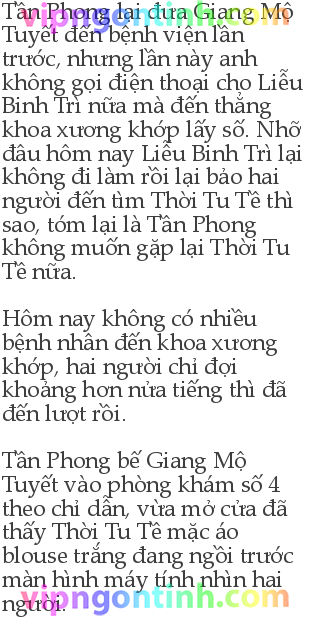 Tần Phong lại đưa Giang Mộ
Tuyết đến bệnh viện lần
trước, nhưng lần này anh
không gọi điện thoại cho Liễu
Binh Trì nữa mà đến thẳng
khoa xương khớp lấy số. Nhỡ
đâu hôm nay Liễu Binh Trì lại
không đi làm rồi lại bảo hai
người đến tìm Thời Tu Tề thì
sao, tóm lại là Tần Phong
không muốn gặp lại Thời Tu
Tề nữa.
Hôm nay không có nhiều
bệnh nhân đến khoa xương
khớp, hai người chỉ đợi
khoảng hơn nửa tiếng thì đã
đến lượt rồi.
Tần Phong bế Giang Mộ
Tuyết vào phòng khám số 4
theo chỉ dẫn, vừa mở cửa đã
thấy Thời Tu Tề mặc áo
blouse trắng đang ngồi trước
màn hình máy tính nhìn hai
người.
vipngontinh.com
vipngontinh.com